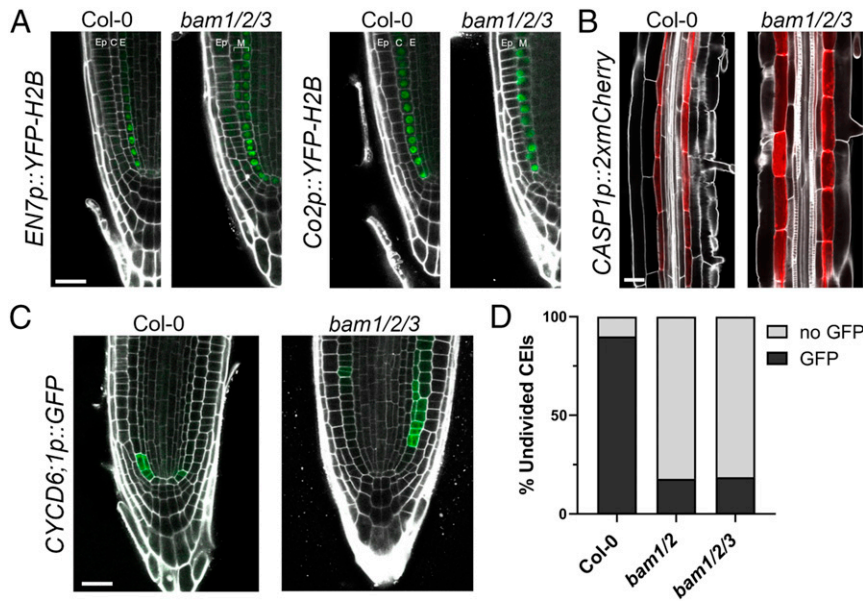 A
Col-0
bam1/2/3
Col-0
bam1/2/3
B
Col-0
bam1/2/3
EN7p::YFP-H2B
Ep C E
Ep M
Co2p::YFP-H2B
Ep C E
Ep M
CASP1p::2xmCherry
C
Col-0
bam1/2/3
CYCD6;1p::GFP
D
% Undivided CEIs
100
50
0
Col-0
bam1/2
bam1/2/3
no GFP
GFP